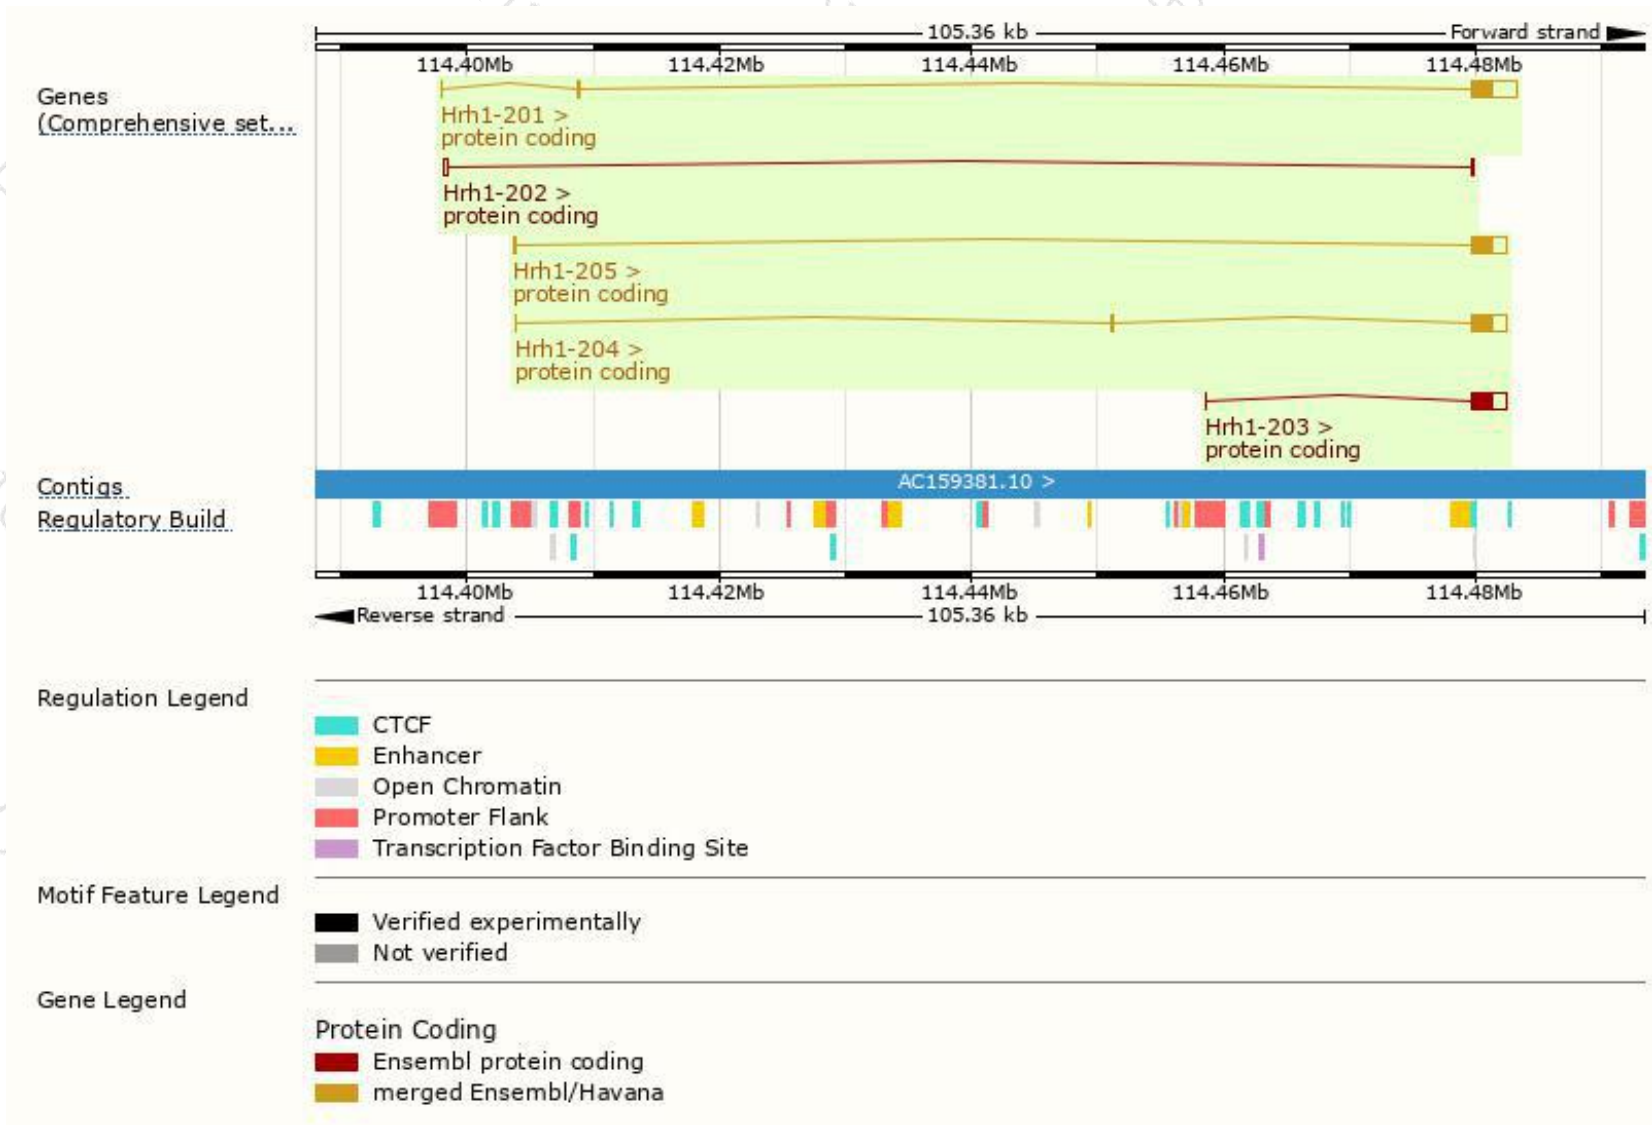 105.36 kb Forward strand
114.40Mb 114.42Mb 114.44Mb 114.46Mb 114.48Mb
Genes
(Comprehensive set...
Hrh1-201 >
protein coding
Hrh1-202 >
protein coding
Hrh1-205 >
protein coding
Hrh1-204 >
protein coding
Hrh1-203 >
protein coding
Contigs AC159381.10 >
Regulatory Build
114.40Mb 114.42Mb 114.44Mb 114.46Mb 114.48Mb
Reverse strand 105.36 kb
Regulation Legend
CTCF
Enhancer
Open Chromatin
Promoter Flank
Transcription Factor Binding Site
Motif Feature Legend
Verified experimentally
Not verified
Gene Legend
Protein Coding
Ensembl protein coding
merged Ensembl/Havana